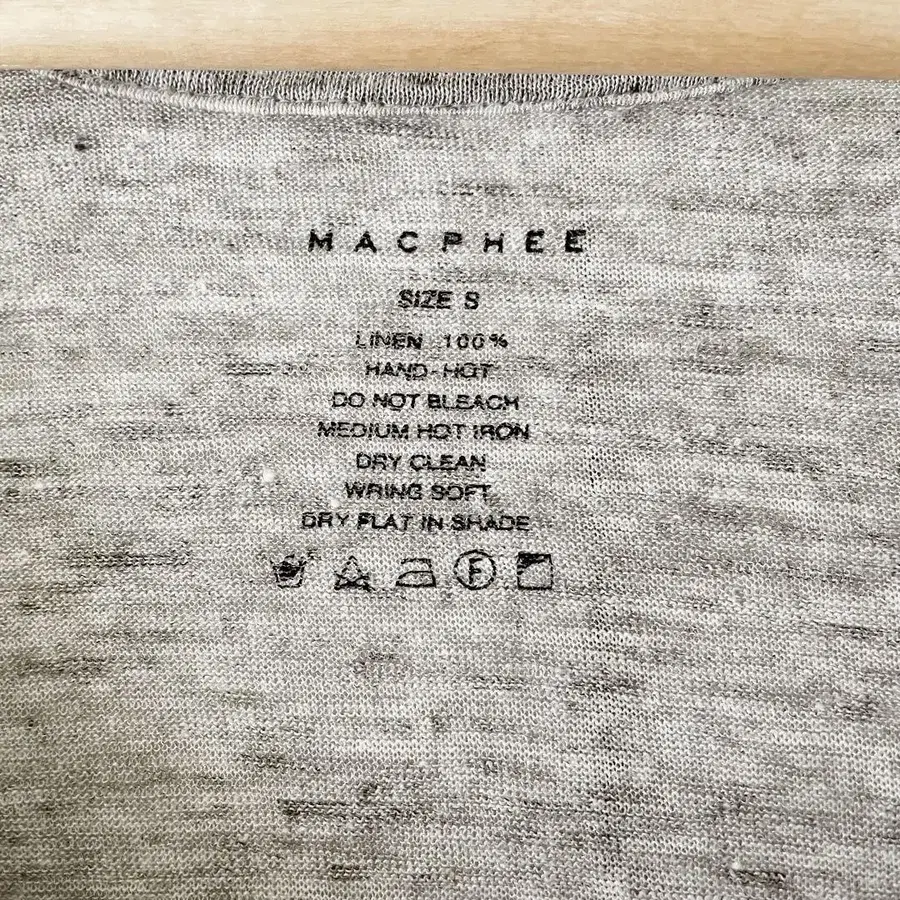 MACPHEE
SIZE S
LINEN 100%
HAND-HOT
DO NOT BLEACH
MEDIUM HOT IRON
DRY CLEAN
WRING SOFT
DRY FLAT IN SHADE
F